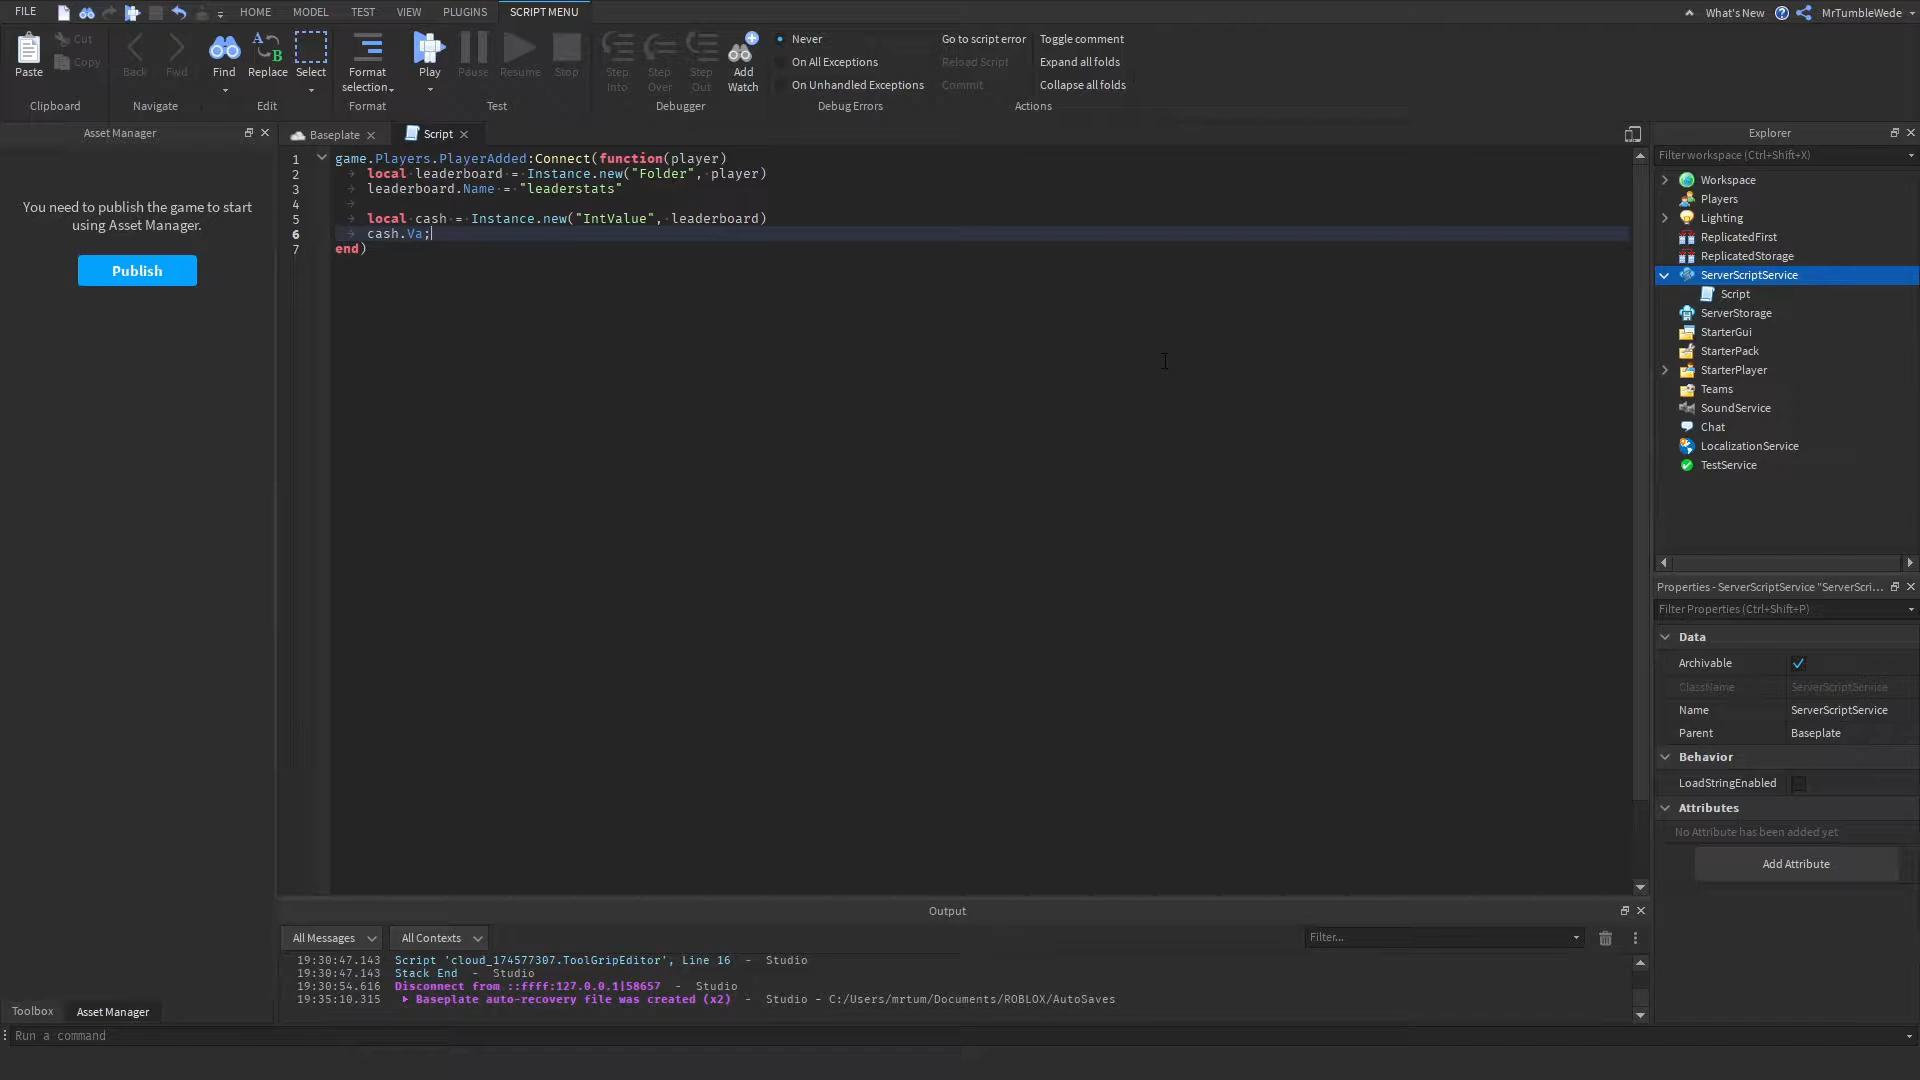 FILE
HOME
MODEL
TEST
VIEW
PLUGINS
SCRIPT MENU
What's New
MrTumbleWede
Paste
Cut
Copy
Clipboard
Back
Fwd
Navigate
Find
Replace
Select
Edit
Format
selection
Format
Play
Pause
Resume
Stop
Test
Step
Into
Step
Over
Step
Out
Add
Watch
Debugger
Never
On All Exceptions
On Unhandled Exceptions
Debug Errors
Go to script error
Reload Script
Commit
Toggle comment
Expand all folds
Collapse all folds
Actions
Asset Manager
You need to publish the game to start
using Asset Manager.
Publish
Toolbox
Asset Manager
Baseplate
Script
1 game.Players.PlayerAdded:Connect(function(player)
2 local leaderboard = Instance.new("Folder", player)
3 leaderboard.Name = "leaderstats"
4
5 local cash = Instance.new("IntValue", leaderboard)
6 cash.Va;
7 end)
Output
All Messages
All Contexts
Filter...
19:30:47.143 Script 'cloud_174577307.ToolGripEditor', Line 16 - Studio
19:30:47.143 Stack End - Studio
19:30:54.616 Disconnect from ::ffff:127.0.0.1|58657 - Studio
19:35:10.315 Baseplate auto-recovery file was created (x2) - Studio - C:/Users/mrtum/Documents/ROBLOX/AutoSaves
Run a command
Explorer
Filter workspace (Ctrl+Shift+X)
Workspace
Players
Lighting
ReplicatedFirst
ReplicatedStorage
ServerScriptService
Script
ServerStorage
StarterGui
StarterPack
StarterPlayer
Teams
SoundService
Chat
LocalizationService
TestService
Properties - ServerScriptService "ServerScri...
Filter Properties (Ctrl+Shift+P)
Data
Archivable
ClassName ServerScriptService
Name ServerScriptService
Parent Baseplate
Behavior
LoadStringEnabled
Attributes
No Attribute has been added yet
Add Attribute